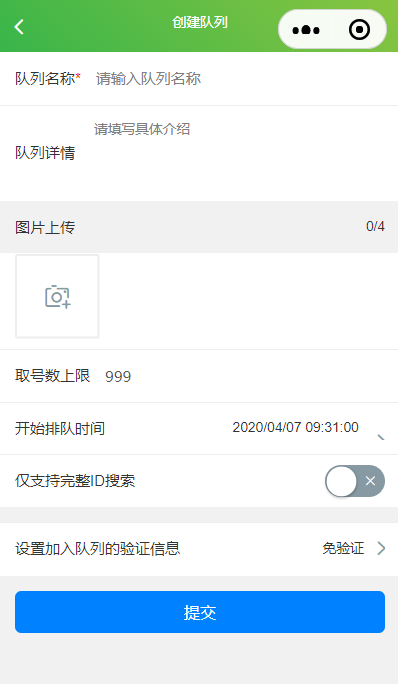 创建队列
队列名称* 请输入队列名称
请填写具体介绍
队列详情
图片上传 0/4
取号数上限 999
开始排队时间 2020/04/07 09:31:00
仅支持完整ID搜索
设置加入队列的验证信息 免验证
提交